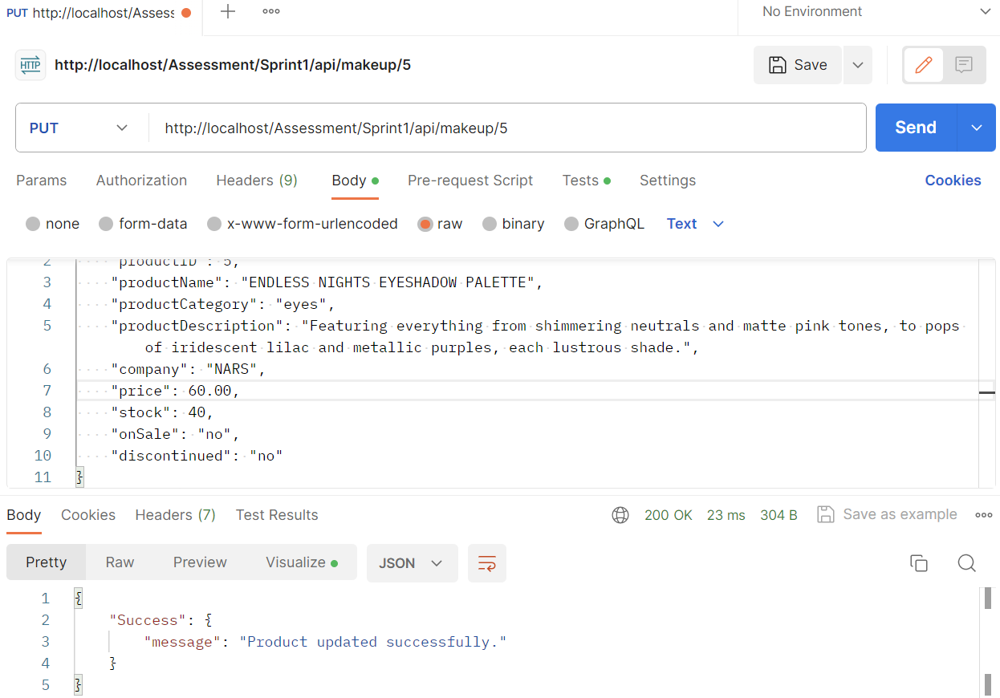 PUT http://localhost/Assess
No Environment
HTTP http://localhost/Assessment/Sprint1/api/makeup/5
Save
PUT http://localhost/Assessment/Sprint1/api/makeup/5
Send
Params Authorization Headers (9) Body Pre-request Script Tests Settings Cookies
none form-data x-www-form-urlencoded raw binary GraphQL Text
2 "productID": 5,
3 "productName": "ENDLESS NIGHTS EYESHADOW PALETTE",
4 "productCategory": "eyes",
5 "productDescription": "Featuring everything from shimmering neutrals and matte pink tones, to pops
of iridescent lilac and metallic purples, each lustrous shade.",
6 "company": "NARS",
7 "price": 60.00,
8 "stock": 40,
9 "onSale": "no",
10 "discontinued": "no"
11 }
Body Cookies Headers (7) Test Results 200 OK 23 ms 304 B Save as example
Pretty Raw Preview Visualize JSON
1 {
2 "Success": {
3 "message": "Product updated successfully."
4 }
5 }